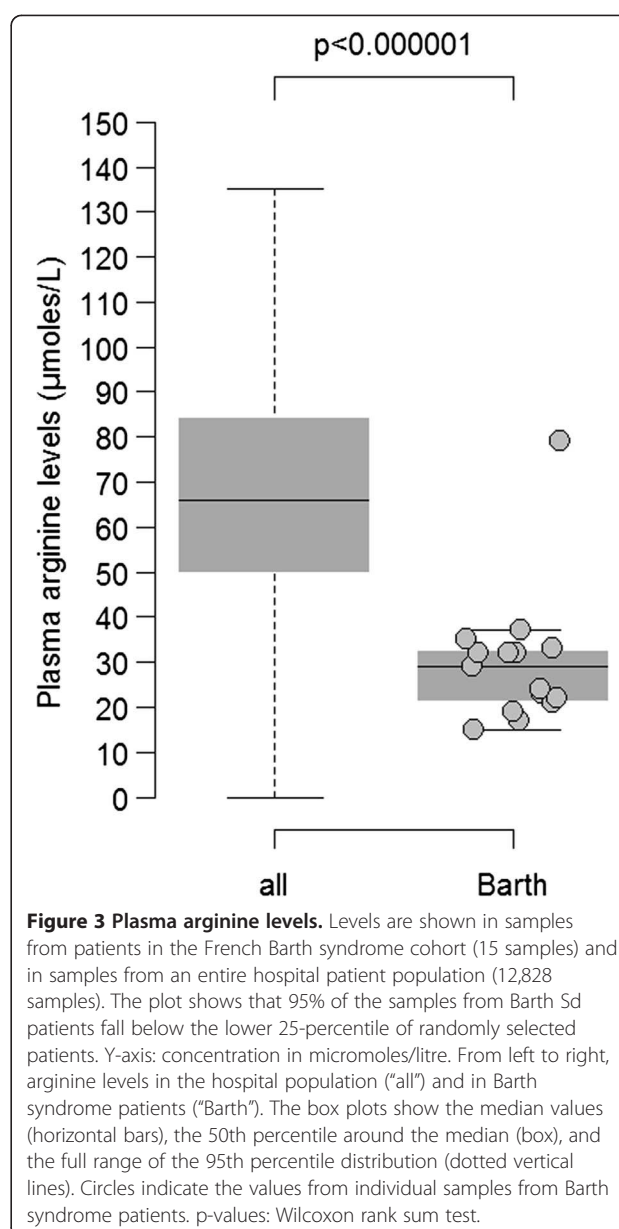 p<0.000001
150
140
130
120
110
100
90
80
70
60
50
40
30
20
10
0
Plasma arginine levels (µmoles/L)
all Barth
Figure 3 Plasma arginine levels. Levels are shown in samples
from patients in the French Barth syndrome cohort (15 samples) and
in samples from an entire hospital patient population (12,828
samples). The plot shows that 95% of the samples from Barth Sd
patients fall below the lower 25-percentile of randomly selected
patients. Y-axis: concentration in micromoles/litre. From left to right,
arginine levels in the hospital population (“all”) and in Barth
syndrome patients (“Barth”). The box plots show the median values
(horizontal bars), the 50th percentile around the median (box), and
the full range of the 95th percentile distribution (dotted vertical
lines). Circles indicate the values from individual samples from Barth
syndrome patients. p-values: Wilcoxon rank sum test.